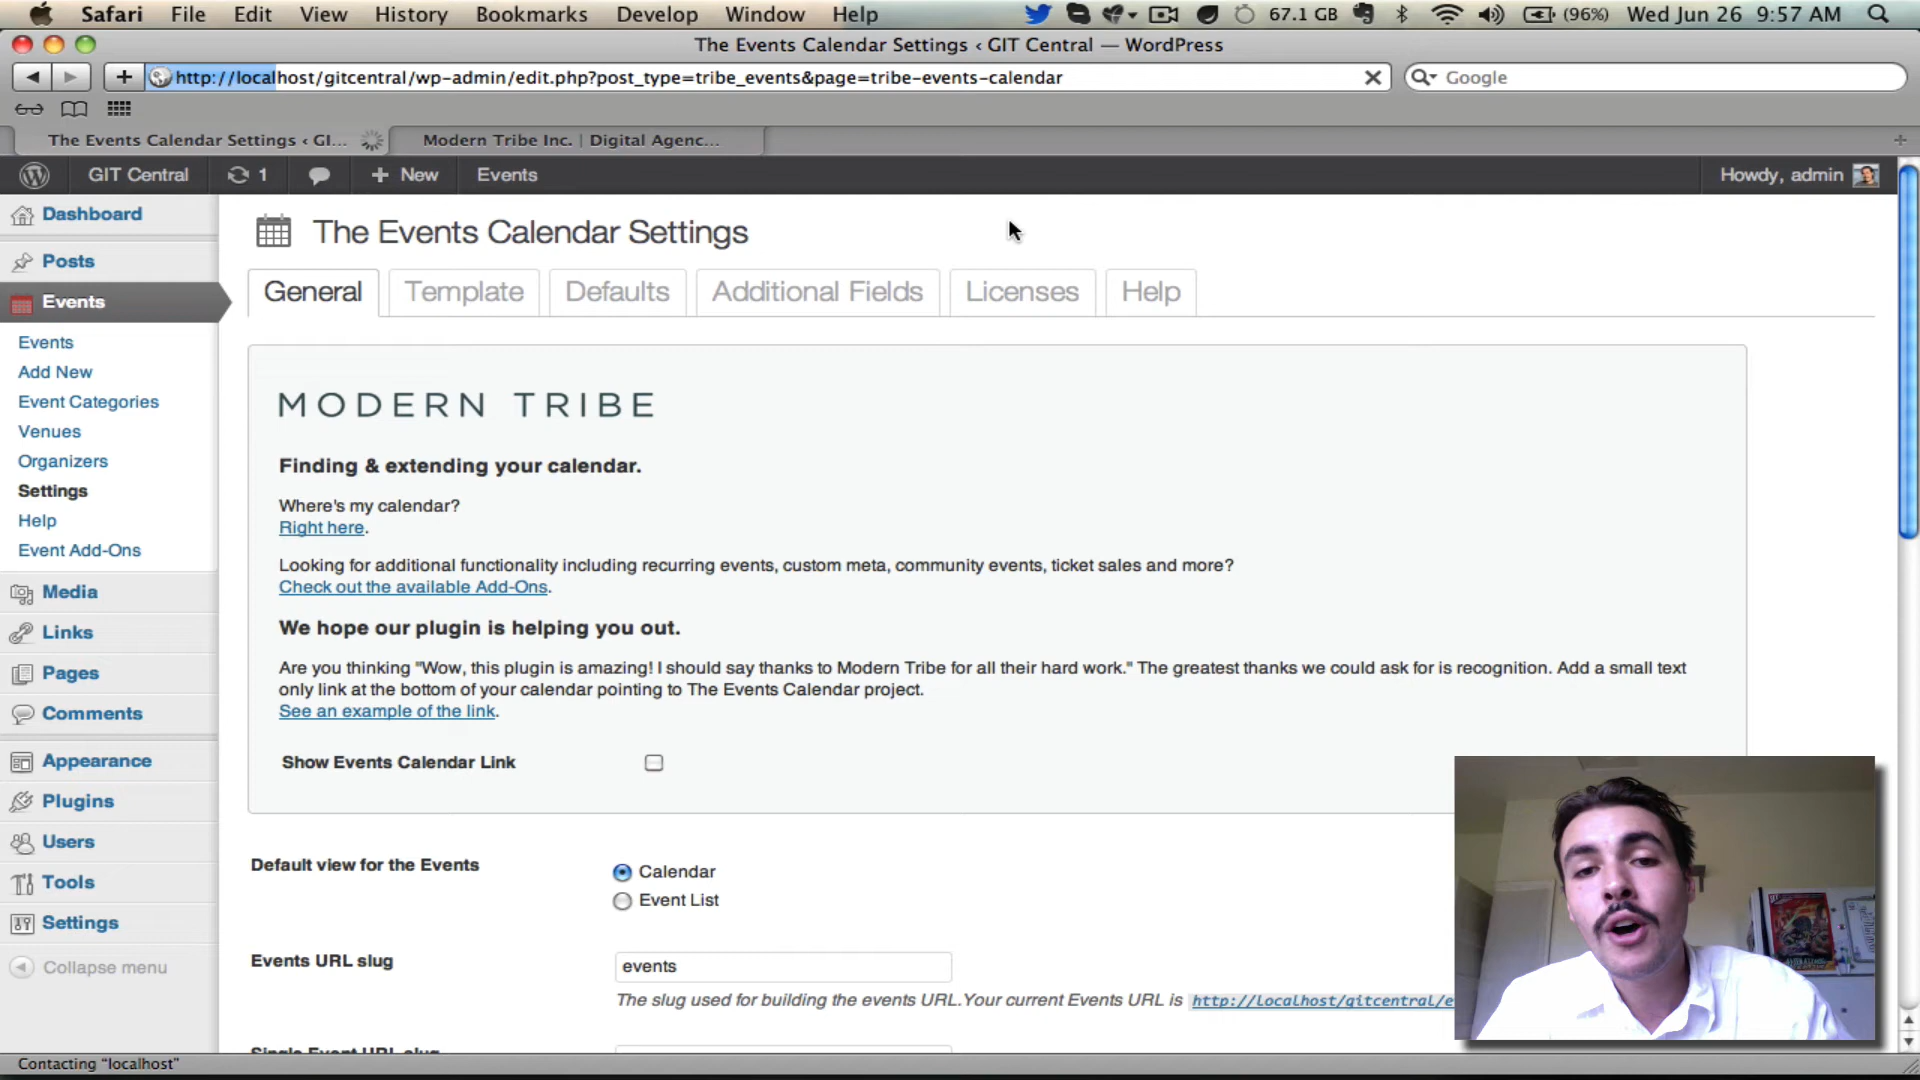 Safari File Edit View History Bookmarks Develop Window Help 67.1 GB (96%) Wed Jun 26 9:57 AM
The Events Calendar Settings ‹ GIT Central — WordPress
http://localhost/gitcentral/wp-admin/edit.php?post_type=tribe_events&page=tribe-events-calendar
Google
The Events Calendar Settings ‹ GI...
Modern Tribe Inc. | Digital Agenc...
GIT Central 1 + New Events
Howdy, admin
Dashboard
Posts
Events
Events
Add New
Event Categories
Venues
Organizers
Settings
Help
Event Add-Ons
Media
Links
Pages
Comments
Appearance
Plugins
Users
Tools
Settings
Collapse menu
The Events Calendar Settings
General Template Defaults Additional Fields Licenses Help
MODERN TRIBE
Finding & extending your calendar.
Where's my calendar?
Right here.
Looking for additional functionality including recurring events, custom meta, community events, ticket sales and more?
Check out the available Add-Ons.
We hope our plugin is helping you out.
Are you thinking "Wow, this plugin is amazing! I should say thanks to Modern Tribe for all their hard work." The greatest thanks we could ask for is recognition. Add a small text
only link at the bottom of your calendar pointing to The Events Calendar project.
See an example of the link.
Show Events Calendar Link
Default view for the Events
Calendar
Event List
Events URL slug
events
The slug used for building the events URL.Your current Events URL is http://localhost/gitcentral/e
Single Event URL slug
Contacting "localhost"